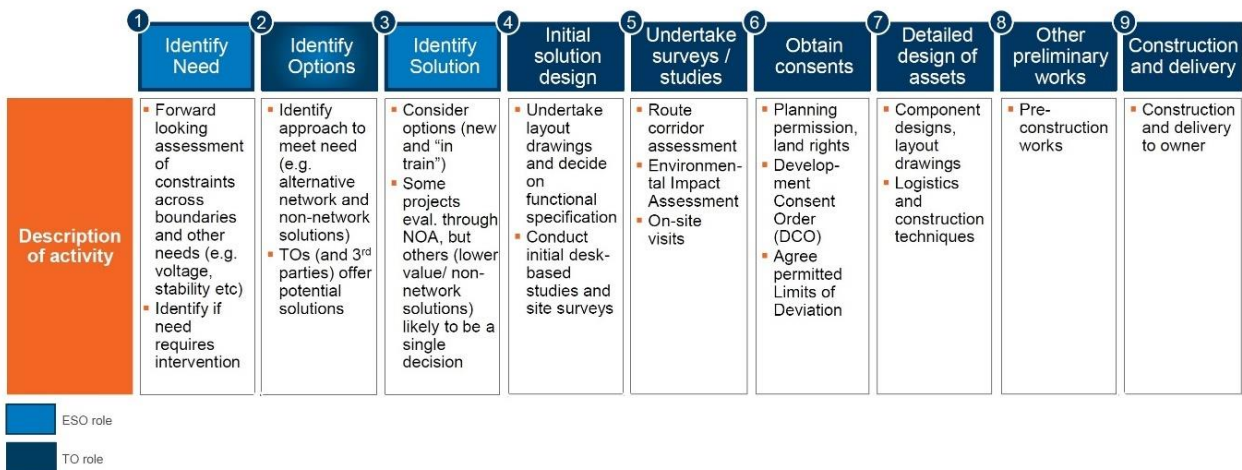 1
Identify
Need
2
Identify
Options
3
Identify
Solution
4
Initial
solution
design
5
Undertake
surveys /
studies
6
Obtain
consents
7
Detailed
design of
assets
8
Other
preliminary
works
9
Construction
and delivery
Description
of activity
Forward
looking
assessment
of
constraints
across
boundaries
and other
needs (e.g.
voltage,
stability etc)
Identify if
need
requires
intervention
Identify
approach to
meet need
(e.g.
alternative
network and
non-network
solutions)
TOs (and 3rd
parties) offer
potential
solutions
Consider
options (new
and “in
train”)
Some
projects
eval. through
NOA, but
others (lower
value/ non-
network
solutions)
likely to be a
single
decision
Undertake
layout
drawings
and decide
on
functional
specification
Conduct
initial desk-
based
studies and
site surveys
Route
corridor
assessment
Environmen-
tal Impact
Assessment
On-site
visits
Planning
permission,
land rights
Develop-
ment
Consent
Order
(DCO)
Agree
permitted
Limits of
Deviation
Component
designs,
layout
drawings
Logistics
and
construction
techniques
Pre-
construction
works
Construction
and delivery
to owner
ESO role
TO role